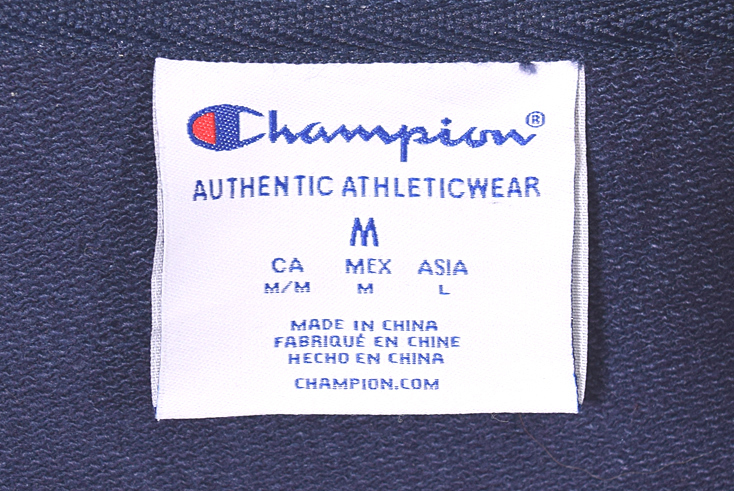 Champion®
AUTHENTIC ATHLETICWEAR
M
CA MEX ASIA
M/M M L
MADE IN CHINA
FABRIQUÉ EN CHINE
HECHO EN CHINA
CHAMPION.COM